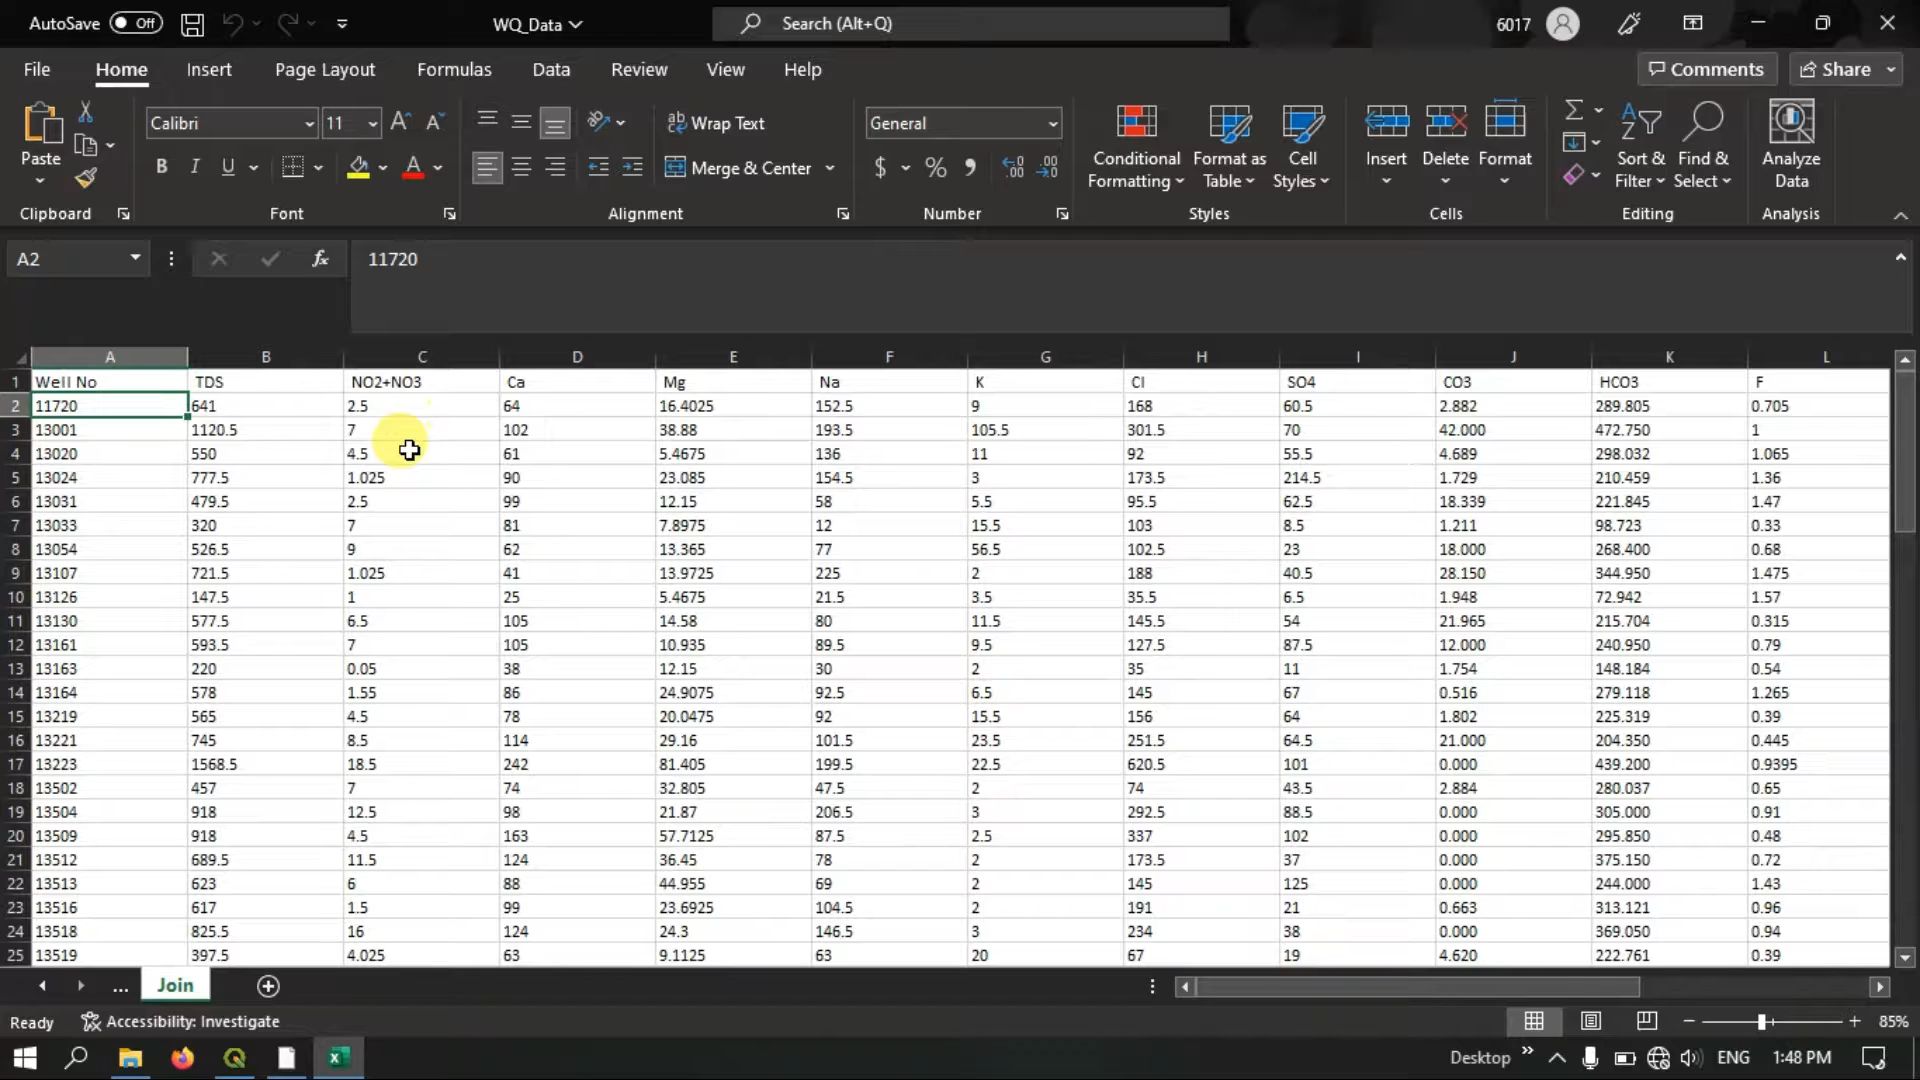 AutoSave Off WQ_Data Search (Alt+Q) 6017
File Home Insert Page Layout Formulas Data Review View Help Comments Share
Calibri 11 Wrap Text General
Paste B I U Merge & Center $ % Conditional Formatting Format as Table Cell Styles Insert Delete Format Sort & Filter Find & Select Analyze Data
Clipboard Font Alignment Number Styles Cells Editing Analysis
A2 fx 11720
A B C D E F G H I J K L
1 Well No TDS NO2+NO3 Ca Mg Na K Cl SO4 CO3 HCO3 F
2 11720 641 2.5 64 16.4025 152.5 9 168 60.5 2.882 289.805 0.705
3 13001 1120.5 7 102 38.88 193.5 105.5 301.5 70 42.000 472.750 1
4 13020 550 4.5 61 5.4675 136 11 92 55.5 4.689 298.032 1.065
5 13024 777.5 1.025 90 23.085 154.5 3 173.5 214.5 1.729 210.459 1.36
6 13031 479.5 2.5 99 12.15 58 5.5 95.5 62.5 18.339 221.845 1.47
7 13033 320 7 81 7.8975 12 15.5 103 8.5 1.211 98.723 0.33
8 13054 526.5 9 62 13.365 77 56.5 102.5 23 18.000 268.400 0.68
9 13107 721.5 1.025 41 13.9725 225 2 188 40.5 28.150 344.950 1.475
10 13126 147.5 1 25 5.4675 21.5 3.5 35.5 6.5 1.948 72.942 1.57
11 13130 577.5 6.5 105 14.58 80 11.5 145.5 54 21.965 215.704 0.315
12 13161 593.5 7 105 10.935 89.5 9.5 127.5 87.5 12.000 240.950 0.79
13 13163 220 0.05 38 12.15 30 2 35 11 1.754 148.184 0.54
14 13164 578 1.55 86 24.9075 92.5 6.5 145 67 0.516 279.118 1.265
15 13219 565 4.5 78 20.0475 92 15.5 156 64 1.802 225.319 0.39
16 13221 745 8.5 114 29.16 101.5 23.5 251.5 64.5 21.000 204.350 0.445
17 13223 1568.5 18.5 242 81.405 199.5 22.5 620.5 101 0.000 439.200 0.9395
18 13502 457 7 74 32.805 47.5 2 74 43.5 2.884 280.037 0.65
19 13504 918 12.5 98 21.87 206.5 3 292.5 88.5 0.000 305.000 0.91
20 13509 918 4.5 163 57.7125 87.5 2.5 337 102 0.000 295.850 0.48
21 13512 689.5 11.5 124 36.45 78 2 173.5 37 0.000 375.150 0.72
22 13513 623 6 88 44.955 69 2 145 125 0.000 244.000 1.43
23 13516 617 1.5 99 23.6925 104.5 2 191 21 0.663 313.121 0.96
24 13518 825.5 16 124 24.3 146.5 3 234 38 0.000 369.050 0.94
25 13519 397.5 4.025 63 9.1125 63 20 67 19 4.620 222.761 0.39
... Join
Ready Accessibility: Investigate 85%
Desktop ENG 1:48 PM